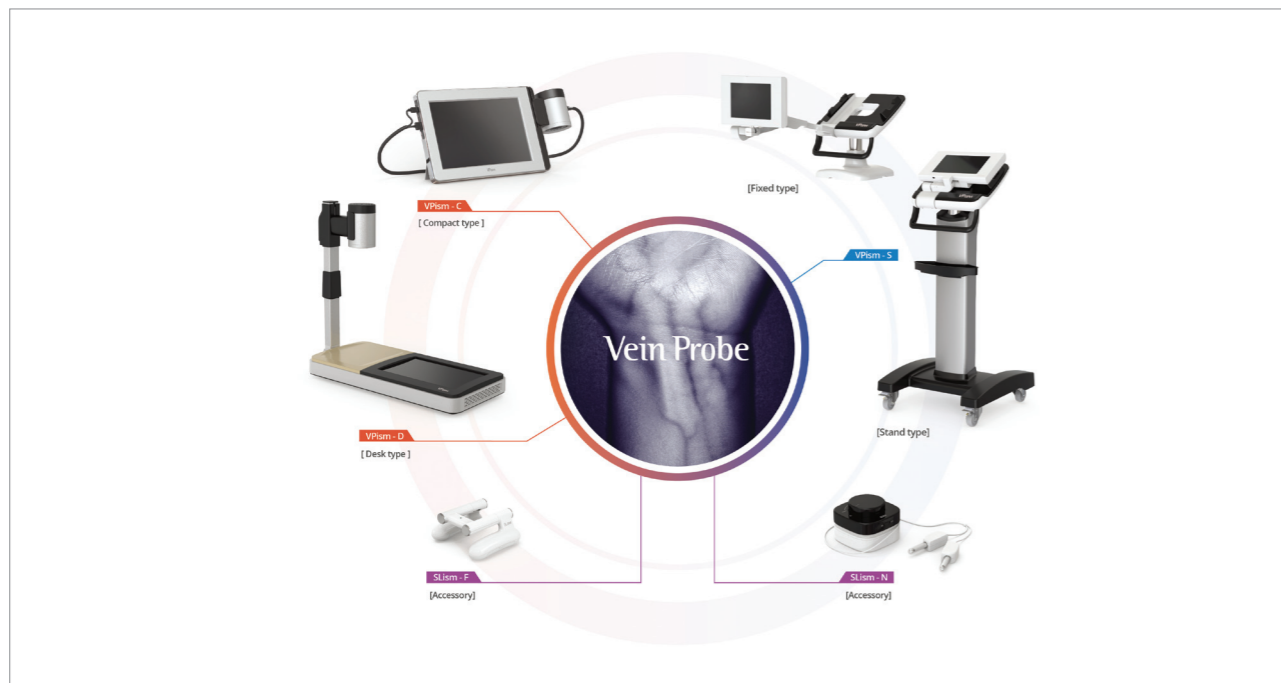 [Fixed type]
VPism - C
[ Compact type ]
VPism - S
Vein Probe
VPism - D
[ Desk type ]
[Stand type]
SLism - F
[Accessory]
SLism - N
[Accessory]